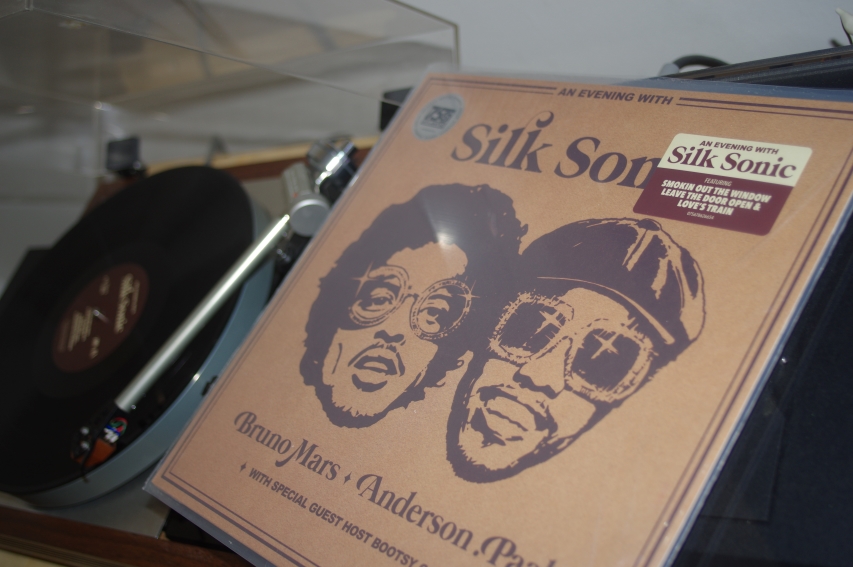 AN EVENING WITH
Silk Son
AN EVENING WITH
Silk Sonic
FEATURING
SMOKIN OUT THE WINDOW
LEAVE THE DOOR OPEN &
LOVE'S TRAIN
Bruno Mars ✦ Anderson .Paa
✦ WITH SPECIAL GUEST HOST BOOTSY